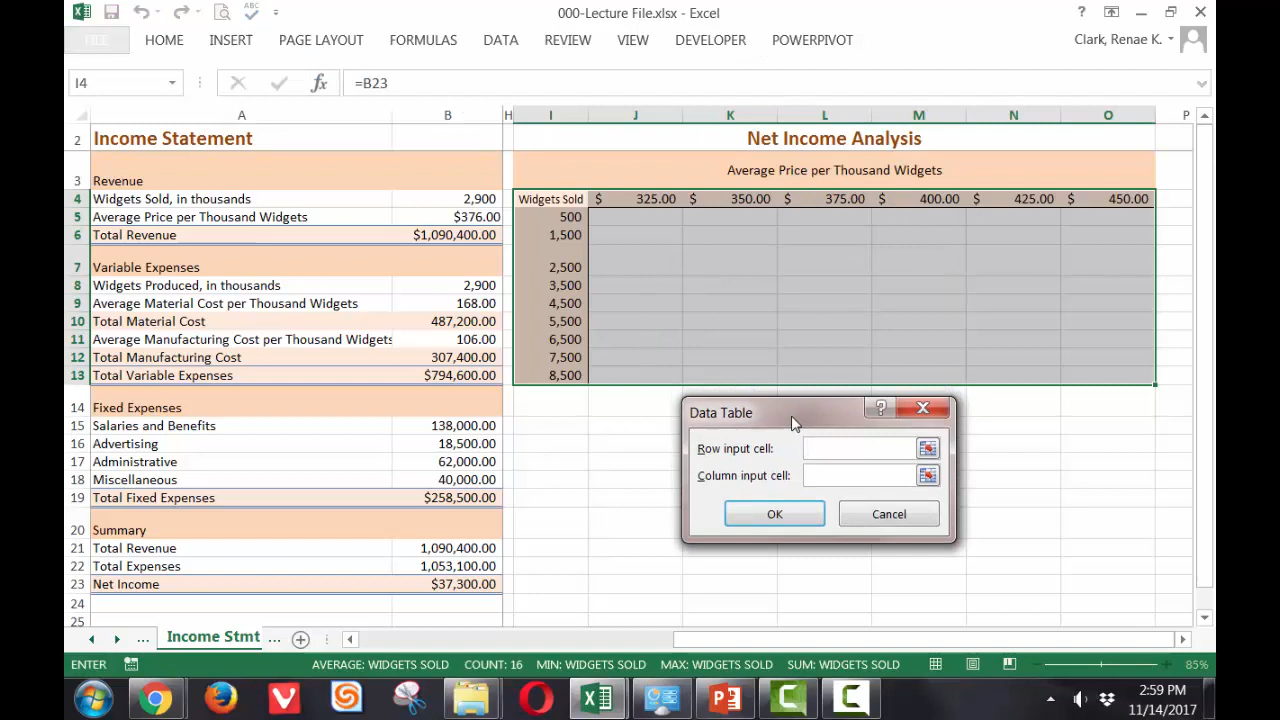 000-Lecture File.xlsx - Excel
ABC
?
FILE HOME INSERT PAGE LAYOUT FORMULAS DATA REVIEW VIEW DEVELOPER POWERPIVOT Clark, Renae K.
I4 fx =B23
A B H I J K L M N O P
2 Income Statement Net Income Analysis
3 Revenue Average Price per Thousand Widgets
4 Widgets Sold, in thousands 2,900 Widgets Sold $ 325.00 $ 350.00 $ 375.00 $ 400.00 $ 425.00 $ 450.00
5 Average Price per Thousand Widgets $376.00 500
6 Total Revenue $1,090,400.00 1,500
7 Variable Expenses 2,500
8 Widgets Produced, in thousands 2,900 3,500
9 Average Material Cost per Thousand Widgets 168.00 4,500
10 Total Material Cost 487,200.00 5,500
11 Average Manufacturing Cost per Thousand Widgets 106.00 6,500
12 Total Manufacturing Cost 307,400.00 7,500
13 Total Variable Expenses $794,600.00 8,500
14 Fixed Expenses
15 Salaries and Benefits 138,000.00
16 Advertising 18,500.00
17 Administrative 62,000.00
18 Miscellaneous 40,000.00
19 Total Fixed Expenses $258,500.00
20 Summary
21 Total Revenue 1,090,400.00
22 Total Expenses 1,053,100.00
23 Net Income $37,300.00
24
25
Data Table ?
Row input cell:
Column input cell:
OK Cancel
... Income Stmt ...
ENTER AVERAGE: WIDGETS SOLD COUNT: 16 MIN: WIDGETS SOLD MAX: WIDGETS SOLD SUM: WIDGETS SOLD 85%
2:59 PM
11/14/2017